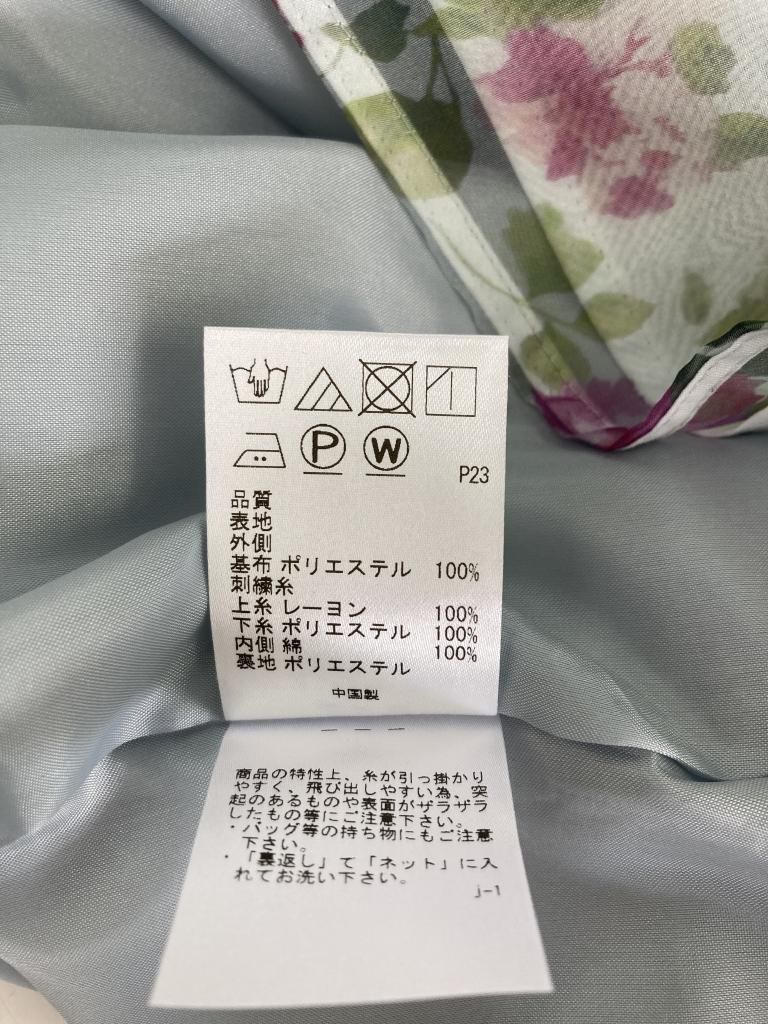 P
W
P23
品質
表地
外側
基布 ポリエステル 100%
刺繍糸
上糸 レーヨン 100%
下糸 ポリエステル 100%
内側 綿 100%
裏地 ポリエステル
中国製
商品の特性上、糸が引っ掛かり
やすく、飛び出しやすい為、突
起のあるものや表面がザラザラ
したもの等にご注意下さい。
・バッグ等の持ち物にもご注意
下さい。
・「裏返し」で「ネット」に入
れてお洗い下さい。
j-1